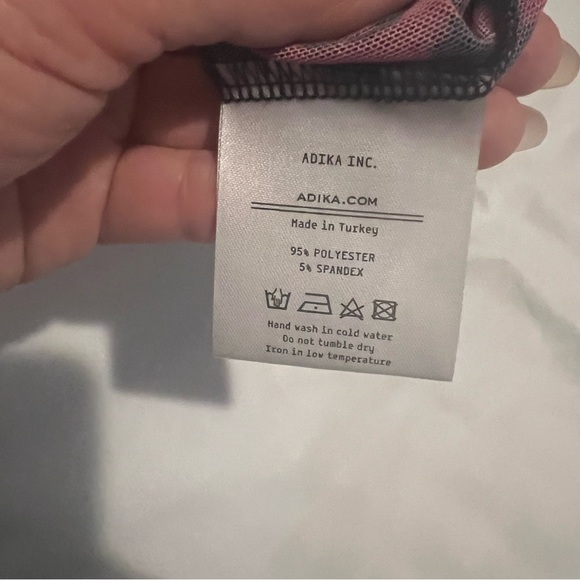 ADIKA INC.
ADIKA.COM
Made in Turkey
95% POLYESTER
5% SPANDEX
Hand wash in cold water
Do not tumble dry
Iron in low temperature